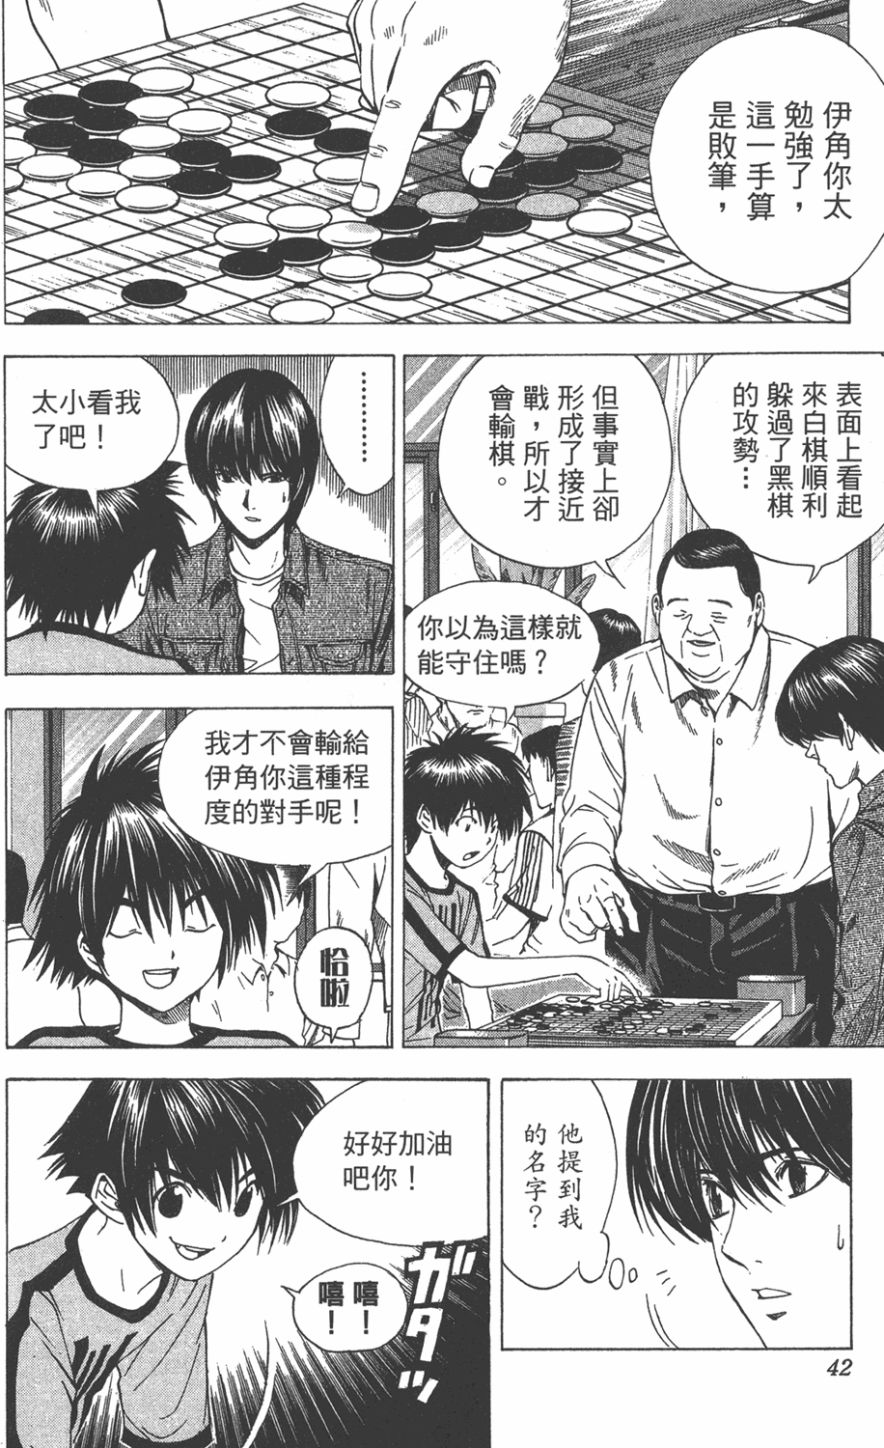 伊角你太
勉強了，
這一手算
是敗筆，
表面上看起
來白棋順利
躲過了黑棋
的攻勢…
但事實上卻
形成了接近
戰，所以才
會輸棋。
你以為這樣就
能守住嗎？
………
太小看我
了吧！
我才不會輸給
伊角你這種程
度的對手呢！
恰啦
他提到我
的名字？
好好加油
吧你！
嘻！
嘻！
ガタッ
42